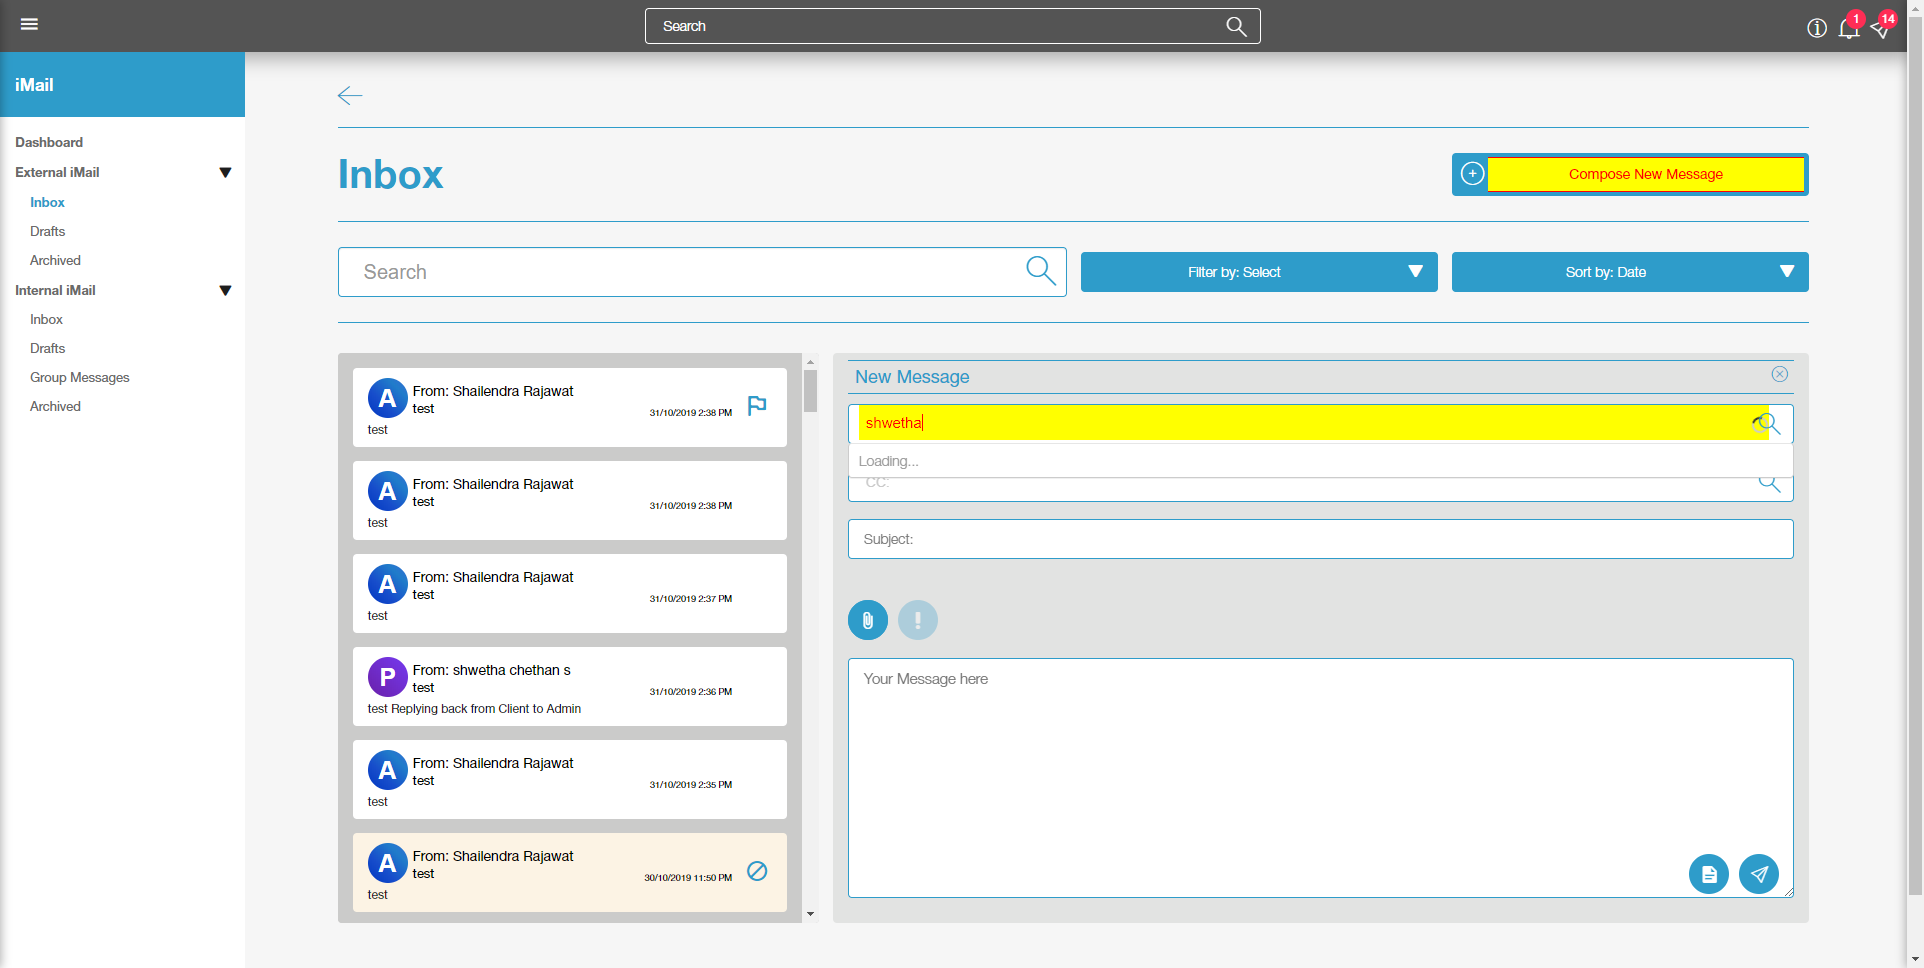 Search
1
14
iMail
Dashboard
External iMail
Inbox
Drafts
Archived
Internal iMail
Inbox
Drafts
Group Messages
Archived
Inbox
Compose New Message
Search
Filter by: Select
Sort by: Date
A
From: Shailendra Rajawat
test
31/10/2019 2:38 PM
test
A
From: Shailendra Rajawat
test
31/10/2019 2:38 PM
test
A
From: Shailendra Rajawat
test
31/10/2019 2:37 PM
test
P
From: shwetha chethan s
test
31/10/2019 2:36 PM
test Replying back from Client to Admin
A
From: Shailendra Rajawat
test
31/10/2019 2:35 PM
test
A
From: Shailendra Rajawat
test
30/10/2019 11:50 PM
test
New Message
shwetha
Loading...
CC:
Subject:
Your Message here